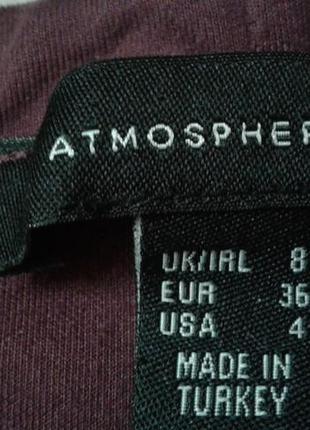 ATMOSPHER
UK/IRL 8
EUR 36
USA 4
MADE IN
TURKEY